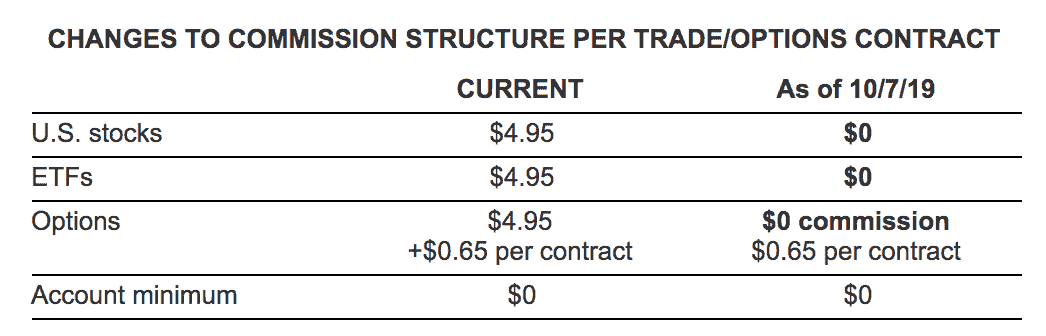 CHANGES TO COMMISSION STRUCTURE PER TRADE/OPTIONS CONTRACT
CURRENT As of 10/7/19
U.S. stocks $4.95 $0
ETFs $4.95 $0
Options $4.95 $0 commission
+$0.65 per contract $0.65 per contract
Account minimum $0 $0